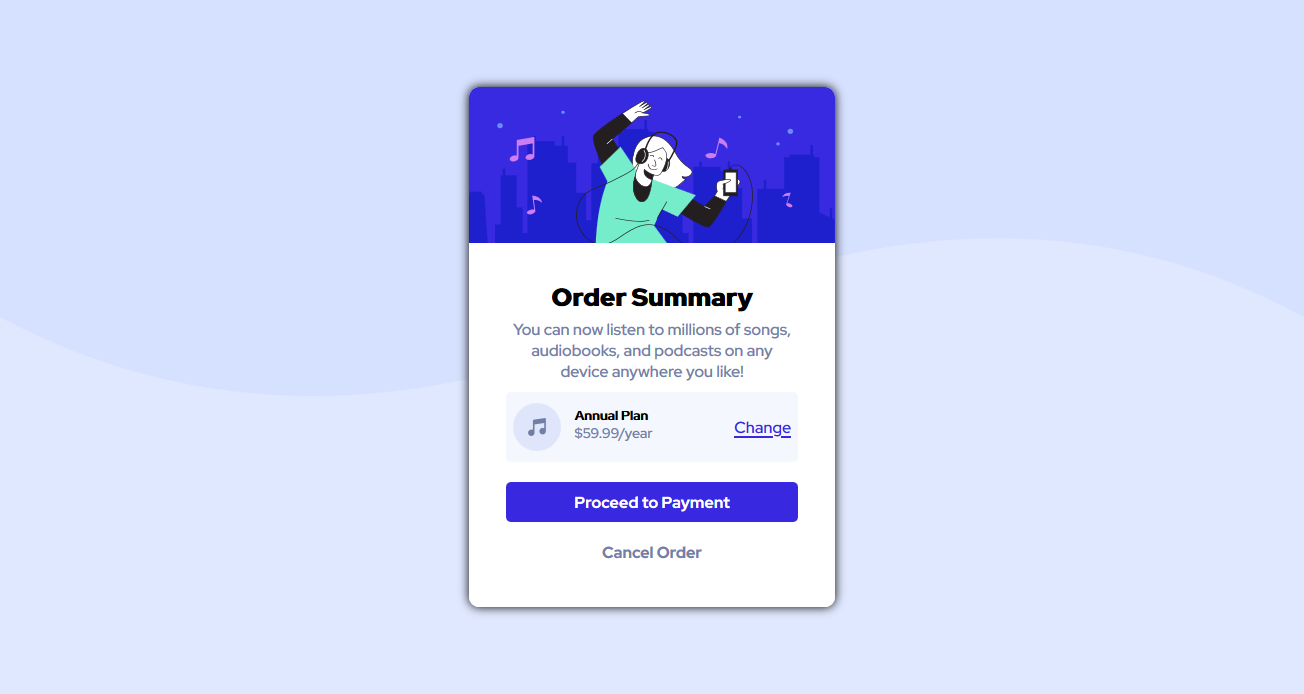 Order Summary
You can now listen to millions of songs,
audiobooks, and podcasts on any
device anywhere you like!
Annual Plan
$59.99/year
Change
Proceed to Payment
Cancel Order